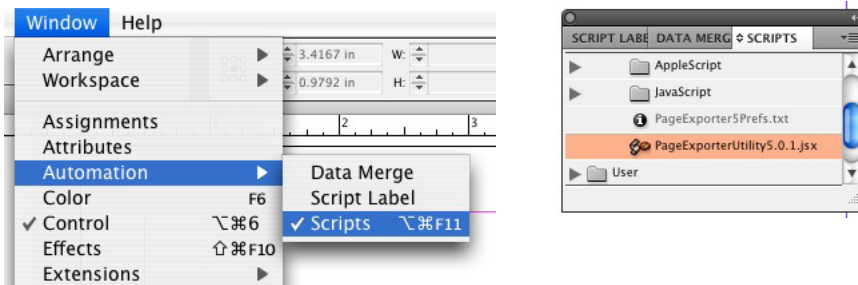 Window Help
Arrange
Workspace
Assignments
Attributes
Automation
Color F6
Control ⌥⌘6
Effects ⇧⌘F10
Extensions
3.4167 in W:
0.9792 in H:
1 2 3
Data Merge
Script Label
Scripts ⌥⌘F11
SCRIPT LABE DATA MERG SCRIPTS
AppleScript
JavaScript
PageExporter5Prefs.txt
PageExporterUtility5.0.1.jsx
User